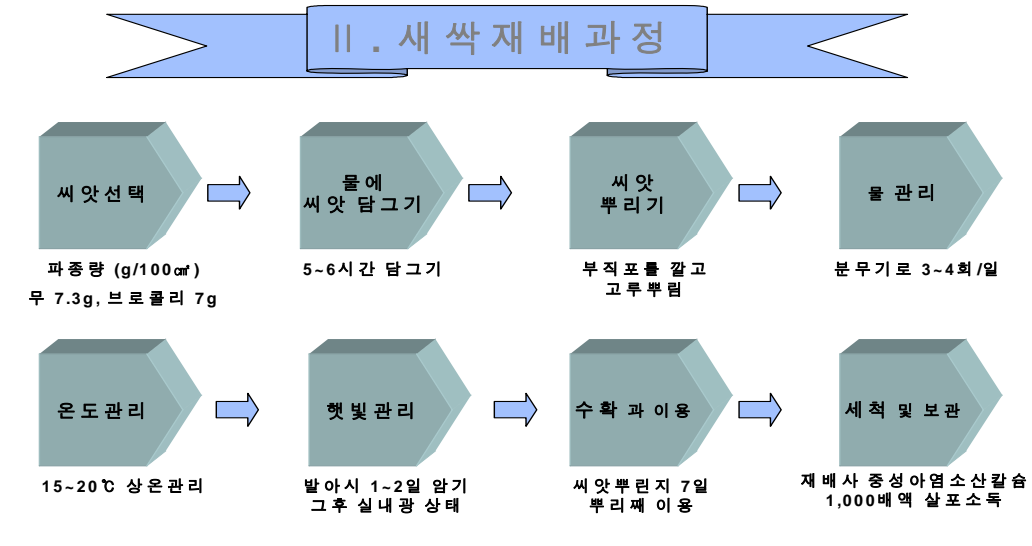 Ⅱ. 새싹재배과정
씨앗선택
물에
씨앗 담그기
씨앗
뿌리기
물 관리
파종량 (g/100㎠)
무 7.3g, 브로콜리 7g
5~6시간 담그기
부직포를 깔고
고루뿌림
분무기로 3~4회/일
온도관리
햇빛관리
수확 과 이용
세척 및 보관
15~20℃ 상온관리
발아시 1~2일 암기
그후 실내광 상태
씨앗뿌린지 7일
뿌리째 이용
재배사 중성아염소산칼슘
1,000배액 살포소독